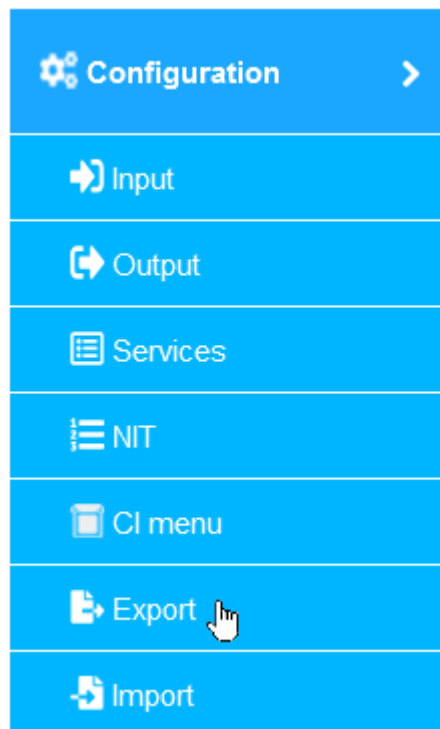 Configuration
Input
Output
Services
NIT
CI menu
Export
Import